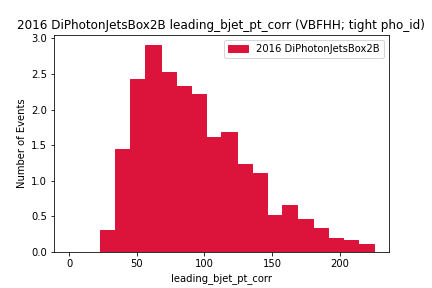 2016 DiPhotonJetsBox2B leading_bjet_pt_corr (VBFHH; tight pho_id)
2016 DiPhotonJetsBox2B
Number of Events
3.0
2.5
2.0
1.5
1.0
0.5
0.0
0 50 100 150 200
leading_bjet_pt_corr